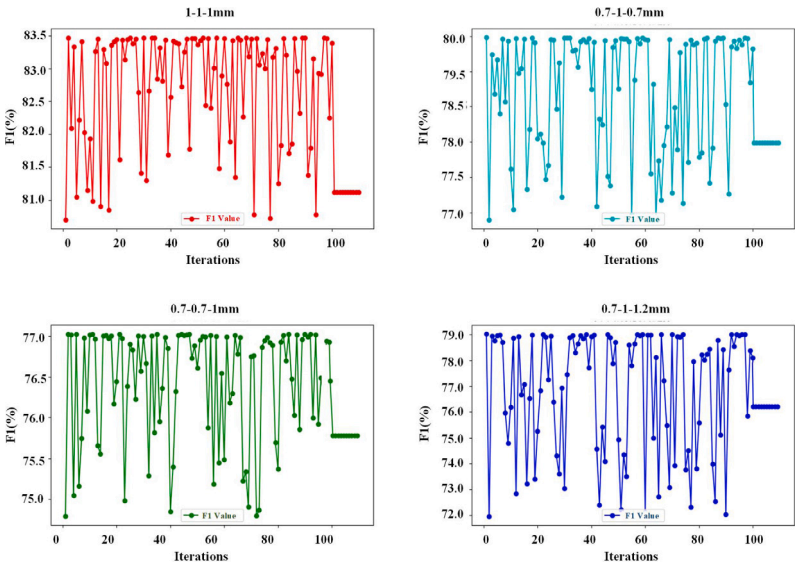 1-1-1mm
F1(%)
83.5
83.0
82.5
82.0
81.5
81.0
F1 Value
0 20 40 60 80 100
Iterations
0.7-1-0.7mm
F1(%)
80.0
79.5
78.5
78.0
77.5
77.0
F1 Value
0 20 40 60 80 100
Iterations
0.7-0.7-1mm
F1(%)
77.0
76.5
76.0
75.5
75.0
F1 Value
0 20 40 60 80 100
Iterations
0.7-1-1.2mm
F1(%)
79.0
78.0
77.0
76.0
75.0
74.0
73.0
72.0
F1 Value
0 20 40 60 80 100
Iterations